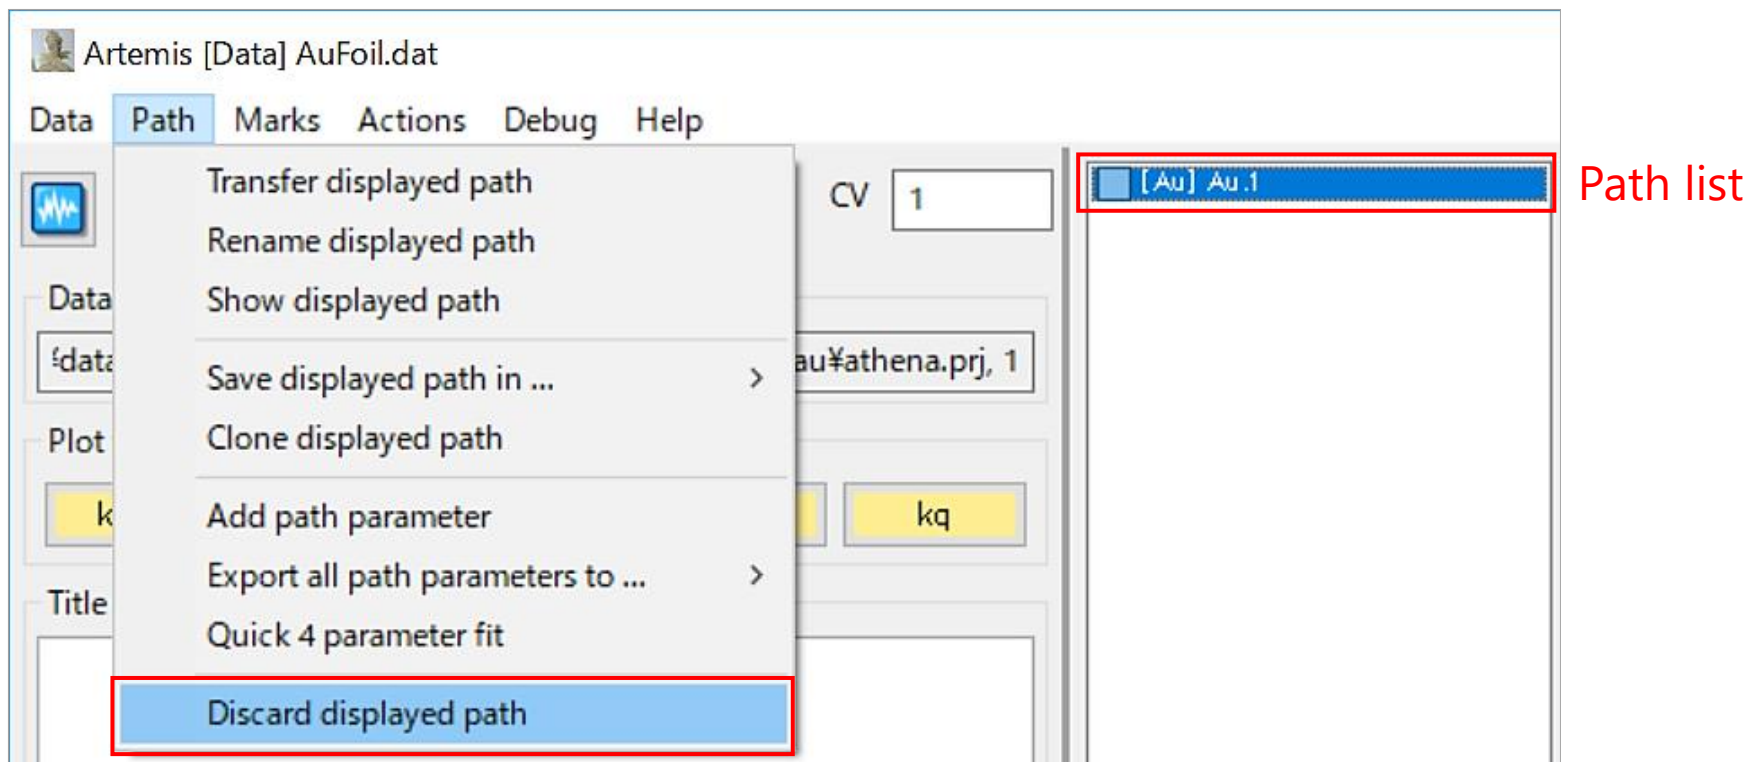 Artemis [Data] AuFoil.dat
Data Path Marks Actions Debug Help
Transfer displayed path
Rename displayed path
Show displayed path
Save displayed path in ...
Clone displayed path
Add path parameter
Export all path parameters to ...
Quick 4 parameter fit
Discard displayed path
CV 1
Data
data
au¥athena.prj, 1
Plot
k
kq
Title
[Au] Au.1
Path list